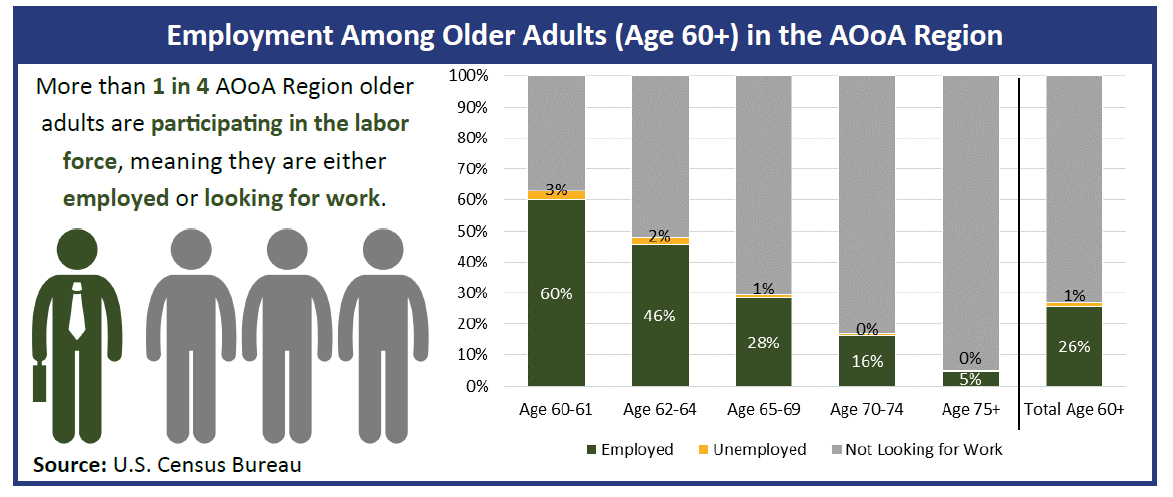 Employment Among Older Adults (Age 60+) in the AOoA Region
More than 1 in 4 AOoA Region older
adults are participating in the labor
force, meaning they are either
employed or looking for work.
Source: U.S. Census Bureau
100%
90%
80%
70%
60%
50%
40%
30%
20%
10%
0%
3%
60%
2%
46%
1%
28%
0%
16%
0%
5%
1%
26%
Age 60-61 Age 62-64 Age 65-69 Age 70-74 Age 75+ Total Age 60+
Employed Unemployed Not Looking for Work